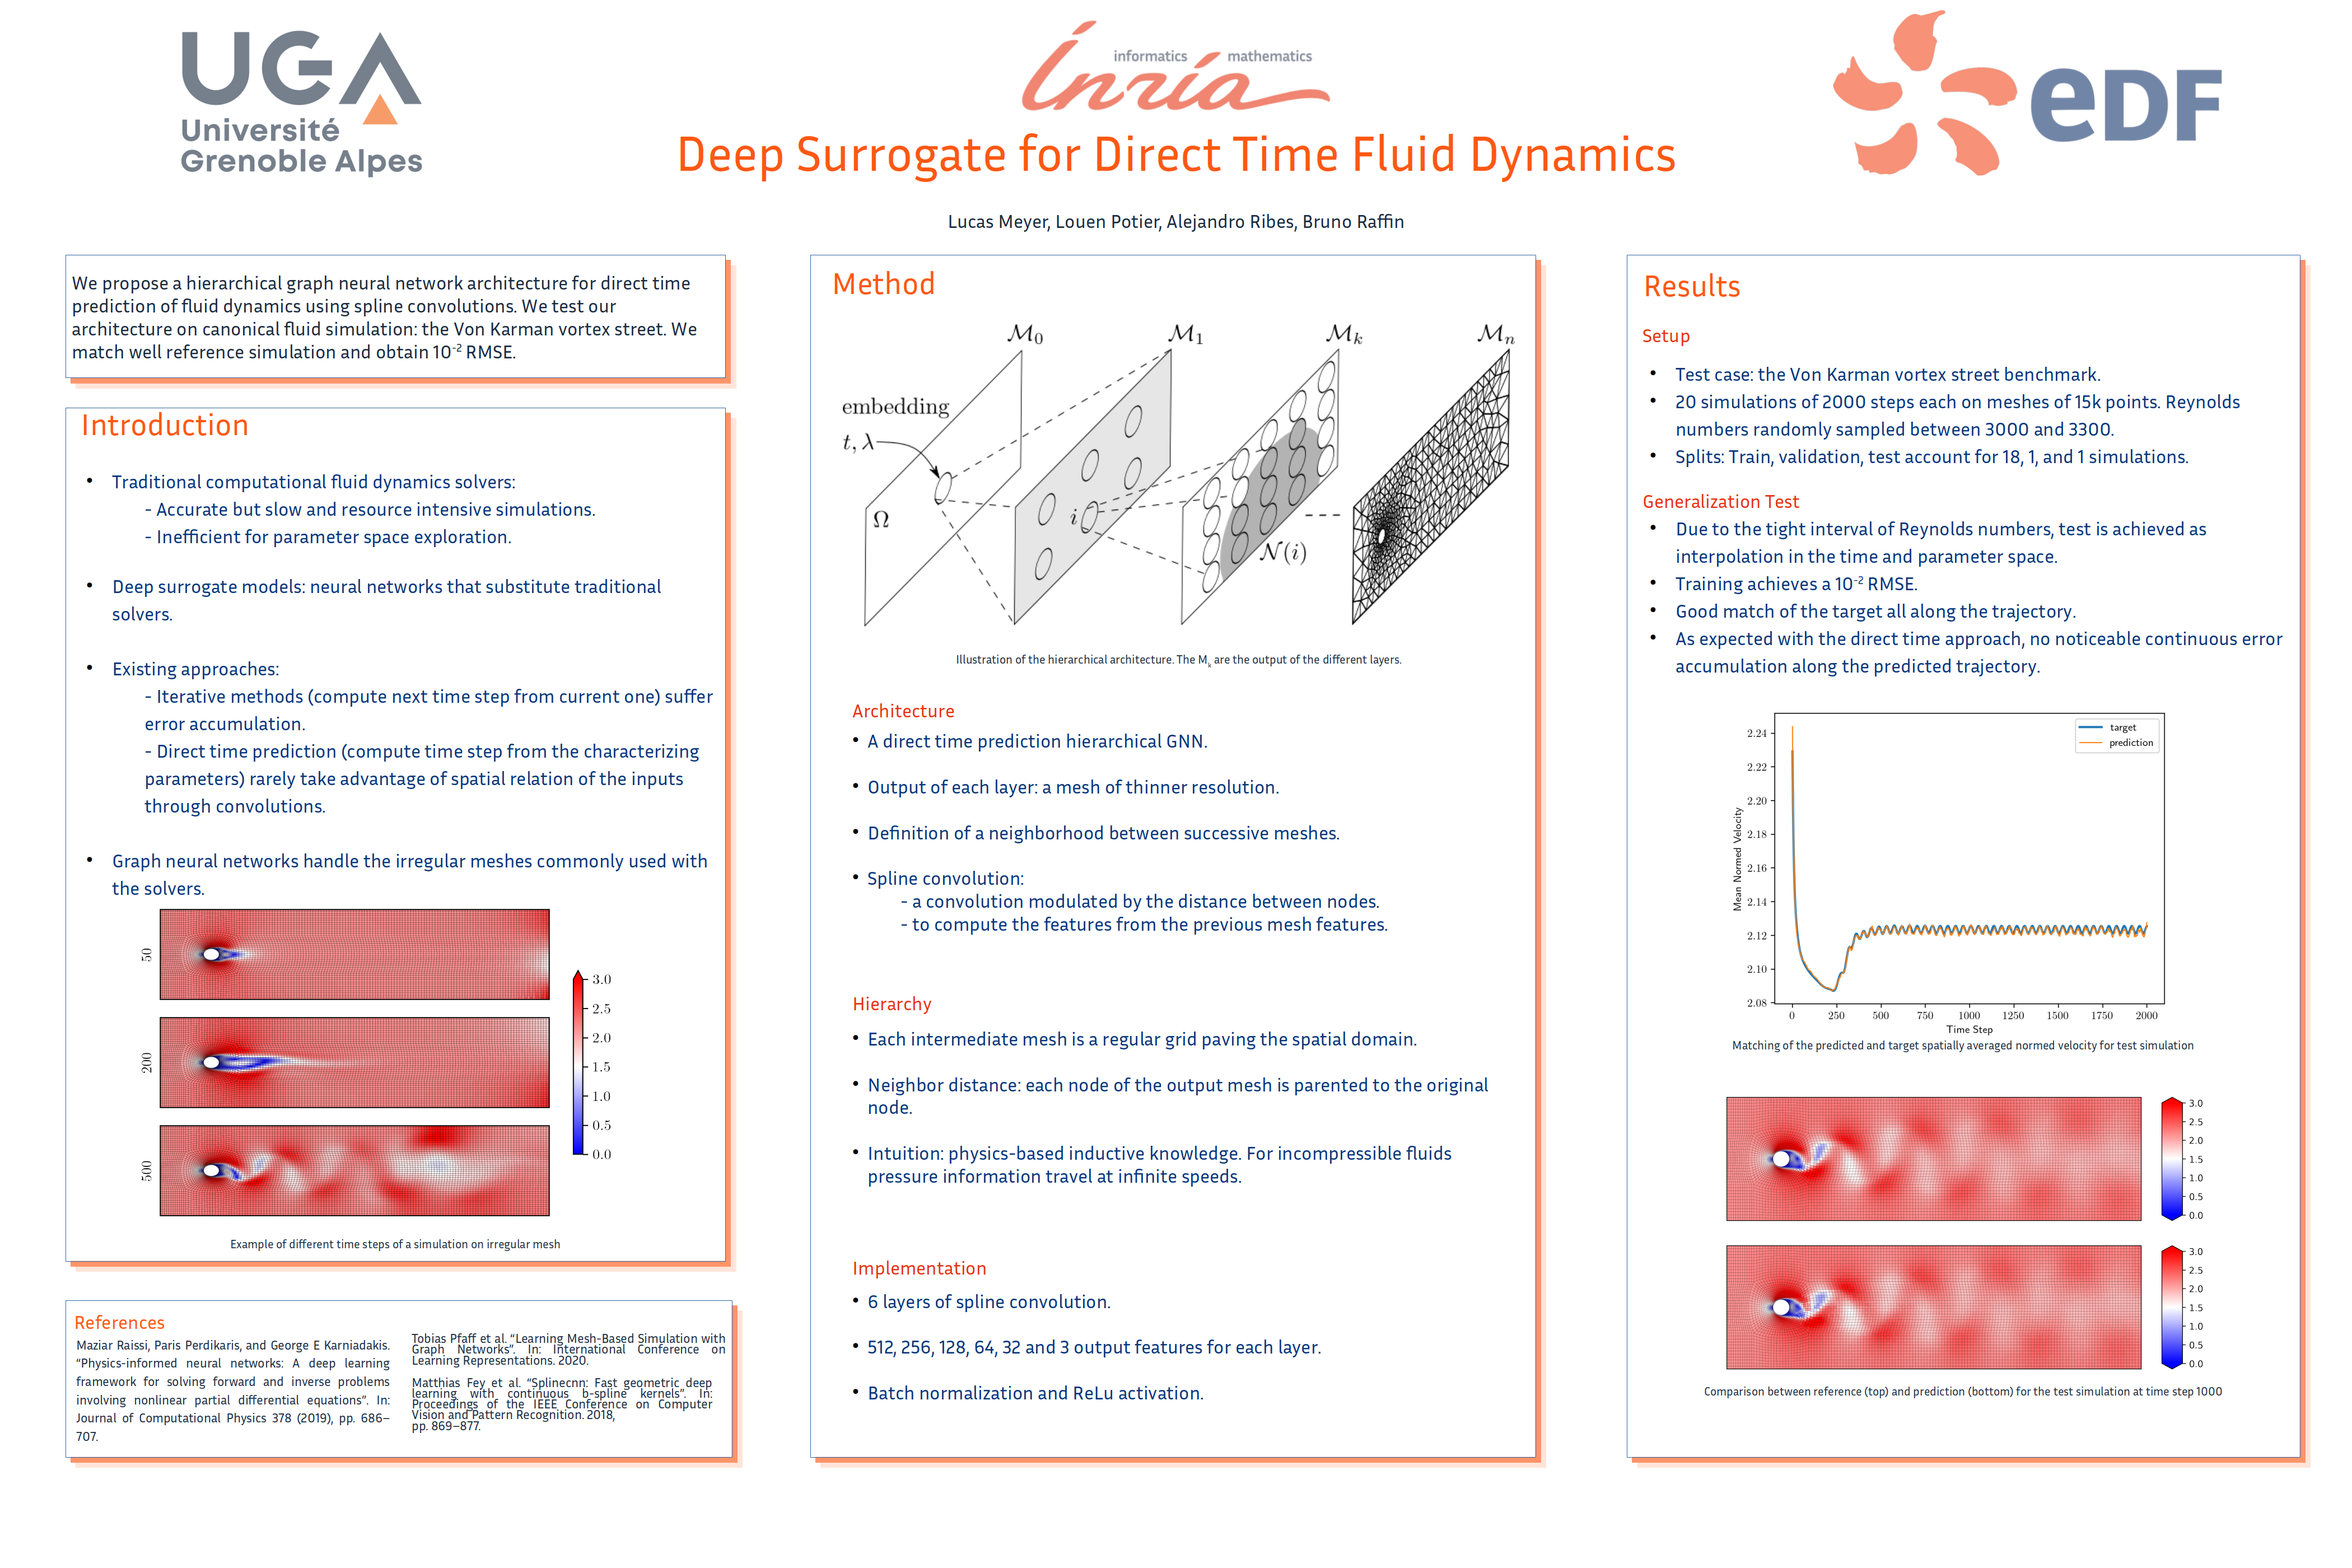 UGA
Université
Grenoble Alpes
informatics mathematics
Inria
eDF
Deep Surrogate for Direct Time Fluid Dynamics
Lucas Meyer, Louen Potier, Alejandro Ribes, Bruno Raffin
We propose a hierarchical graph neural network architecture for direct time
prediction of fluid dynamics using spline convolutions. We test our
architecture on canonical fluid simulation: the Von Karman vortex street. We
match well reference simulation and obtain 10⁻² RMSE.
Introduction
• Traditional computational fluid dynamics solvers:
- Accurate but slow and resource intensive simulations.
- Inefficient for parameter space exploration.
• Deep surrogate models: neural networks that substitute traditional
solvers.
• Existing approaches:
- Iterative methods (compute next time step from current one) suffer
error accumulation.
- Direct time prediction (compute time step from the characterizing
parameters) rarely take advantage of spatial relation of the inputs
through convolutions.
• Graph neural networks handle the irregular meshes commonly used with
the solvers.
50
200
500
3.0
2.5
2.0
1.5
1.0
0.5
0.0
Example of different time steps of a simulation on irregular mesh
References
Maziar Raissi, Paris Perdikaris, and George E Karniadakis.
“Physics-informed neural networks: A deep learning
framework for solving forward and inverse problems
involving nonlinear partial differential equations”. In:
Journal of Computational Physics 378 (2019), pp. 686–
707.
Tobias Pfaff et al. “Learning Mesh-Based Simulation with
Graph Networks”. In: International Conference on
Learning Representations. 2020.
Matthias Fey et al. “Splinecnn: Fast geometric deep
learning with continuous b-spline kernels”. In:
Proceedings of the IEEE Conference on Computer
Vision and Pattern Recognition. 2018,
pp. 869–877.
Method
M₀ M₁ Mₖ Mₙ
embedding
t, λ
Ω
i
N(i)
Illustration of the hierarchical architecture. The Mₖ are the output of the different layers.
Architecture
• A direct time prediction hierarchical GNN.
• Output of each layer: a mesh of thinner resolution.
• Definition of a neighborhood between successive meshes.
• Spline convolution:
- a convolution modulated by the distance between nodes.
- to compute the features from the previous mesh features.
Hierarchy
• Each intermediate mesh is a regular grid paving the spatial domain.
• Neighbor distance: each node of the output mesh is parented to the original
node.
• Intuition: physics-based inductive knowledge. For incompressible fluids
pressure information travel at infinite speeds.
Implementation
• 6 layers of spline convolution.
• 512, 256, 128, 64, 32 and 3 output features for each layer.
• Batch normalization and ReLu activation.
Results
Setup
• Test case: the Von Karman vortex street benchmark.
• 20 simulations of 2000 steps each on meshes of 15k points. Reynolds
numbers randomly sampled between 3000 and 3300.
• Splits: Train, validation, test account for 18, 1, and 1 simulations.
Generalization Test
• Due to the tight interval of Reynolds numbers, test is achieved as
interpolation in the time and parameter space.
• Training achieves a 10⁻² RMSE.
• Good match of the target all along the trajectory.
• As expected with the direct time approach, no noticeable continuous error
accumulation along the predicted trajectory.
target
prediction
Mean Normed Velocity
2.24
2.22
2.20
2.18
2.16
2.14
2.12
2.10
2.08
0 250 500 750 1000 1250 1500 1750 2000
Time Step
Matching of the predicted and target spatially averaged normed velocity for test simulation
3.0
2.5
2.0
1.5
1.0
0.5
0.0
3.0
2.5
2.0
1.5
1.0
0.5
0.0
Comparison between reference (top) and prediction (bottom) for the test simulation at time step 1000